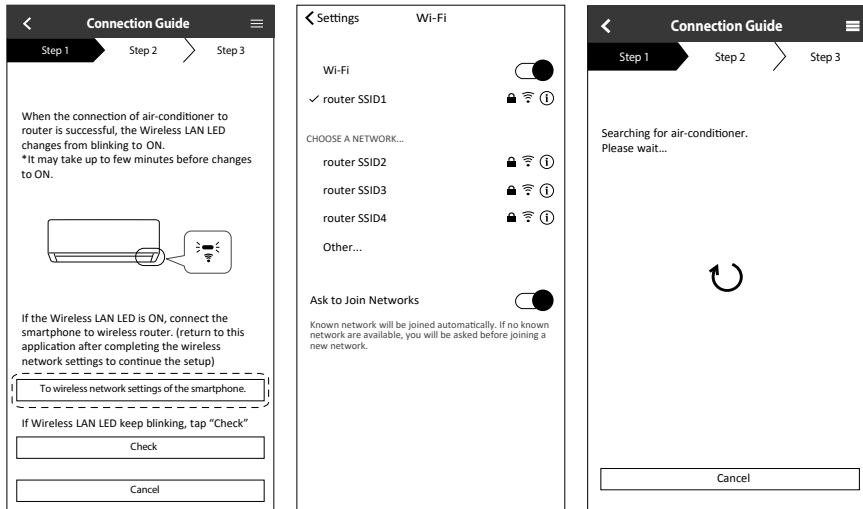 Connection Guide
Step 1
Step 2
Step 3
When the connection of air-conditioner to
router is successful, the Wireless LAN LED
changes from blinking to ON.
*It may take up to few minutes before changes
to ON.
If the Wireless LAN LED is ON, connect the
smartphone to wireless router. (return to this
application after completing the wireless
network settings to continue the setup)
To wireless network settings of the smartphone.
If Wireless LAN LED keep blinking, tap “Check”
Check
Cancel
Settings
Wi-Fi
Wi-Fi
router SSID1
CHOOSE A NETWORK...
router SSID2
router SSID3
router SSID4
Other...
Ask to Join Networks
Known network will be joined automatically. If no known
network are available, you will be asked before joining a
new network.
Connection Guide
Step 1
Step 2
Step 3
Searching for air-conditioner.
Please wait...
Cancel